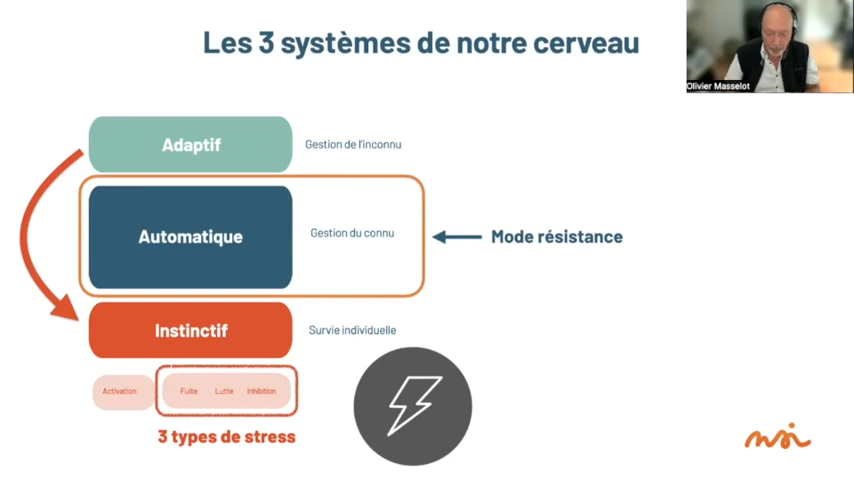 Les 3 systèmes de notre cerveau
Olivier Masselot
Adaptif
Gestion de l'inconnu
Automatique
Gestion du connu
Mode résistance
Instinctif
Survie individuelle
Activation
Fuite Lutte Inhibition
3 types de stress
nsi